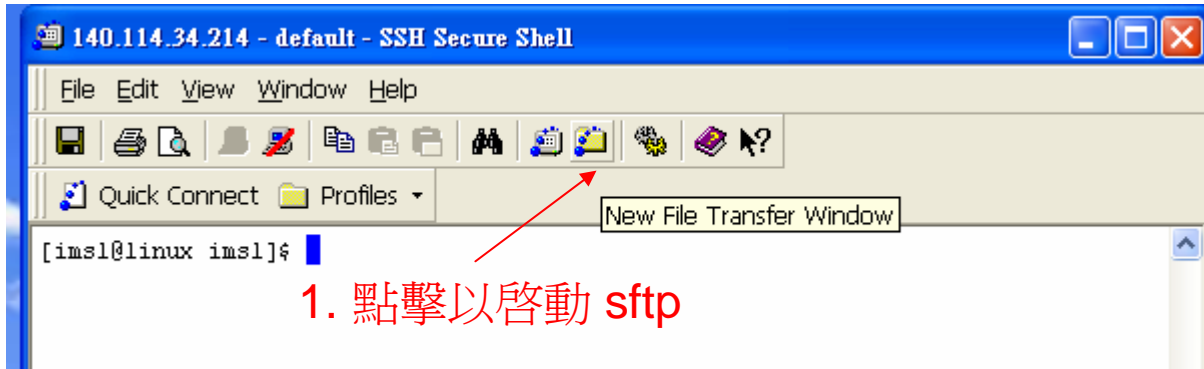 140.114.34.214 - default - SSH Secure Shell
File Edit View Window Help
Quick Connect Profiles
New File Transfer Window
[imsl@linux imsl]$
1. 點擊以啓動 sftp